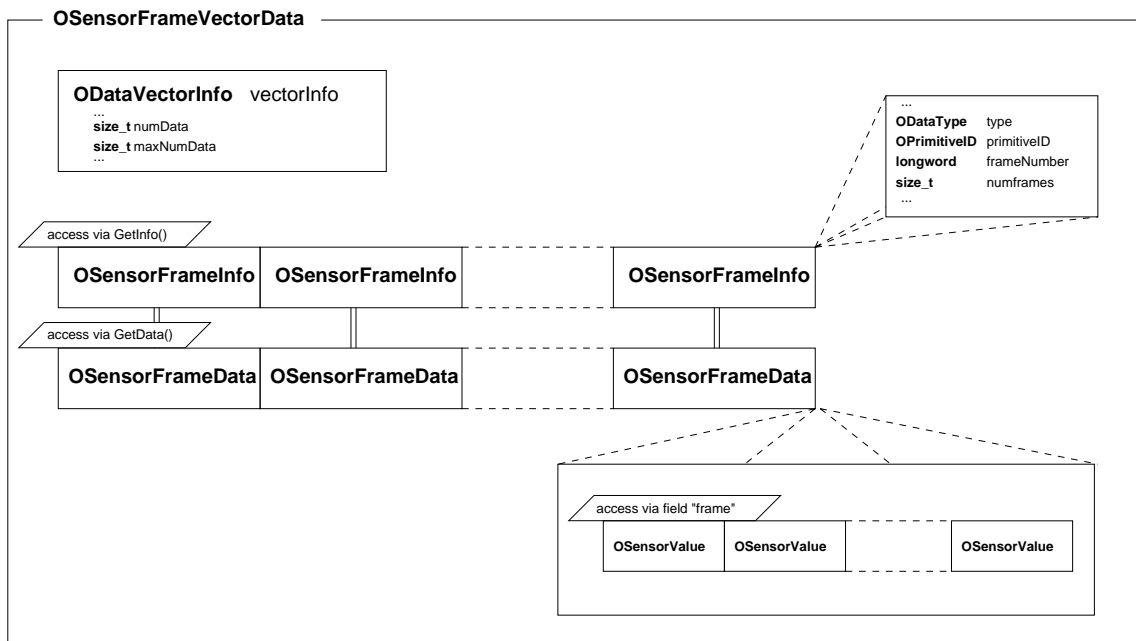 OSensorFrameVectorData
ODataVectorInfo vectorInfo
...
size_t numData
size_t maxNumData
...
...
ODataType type
OPrimitiveID primitiveID
longword frameNumber
size_t numframes
...
access via GetInfo()
OSensorFrameInfo OSensorFrameInfo OSensorFrameInfo
access via GetData()
OSensorFrameData OSensorFrameData OSensorFrameData
access via field "frame"
OSensorValue OSensorValue OSensorValue